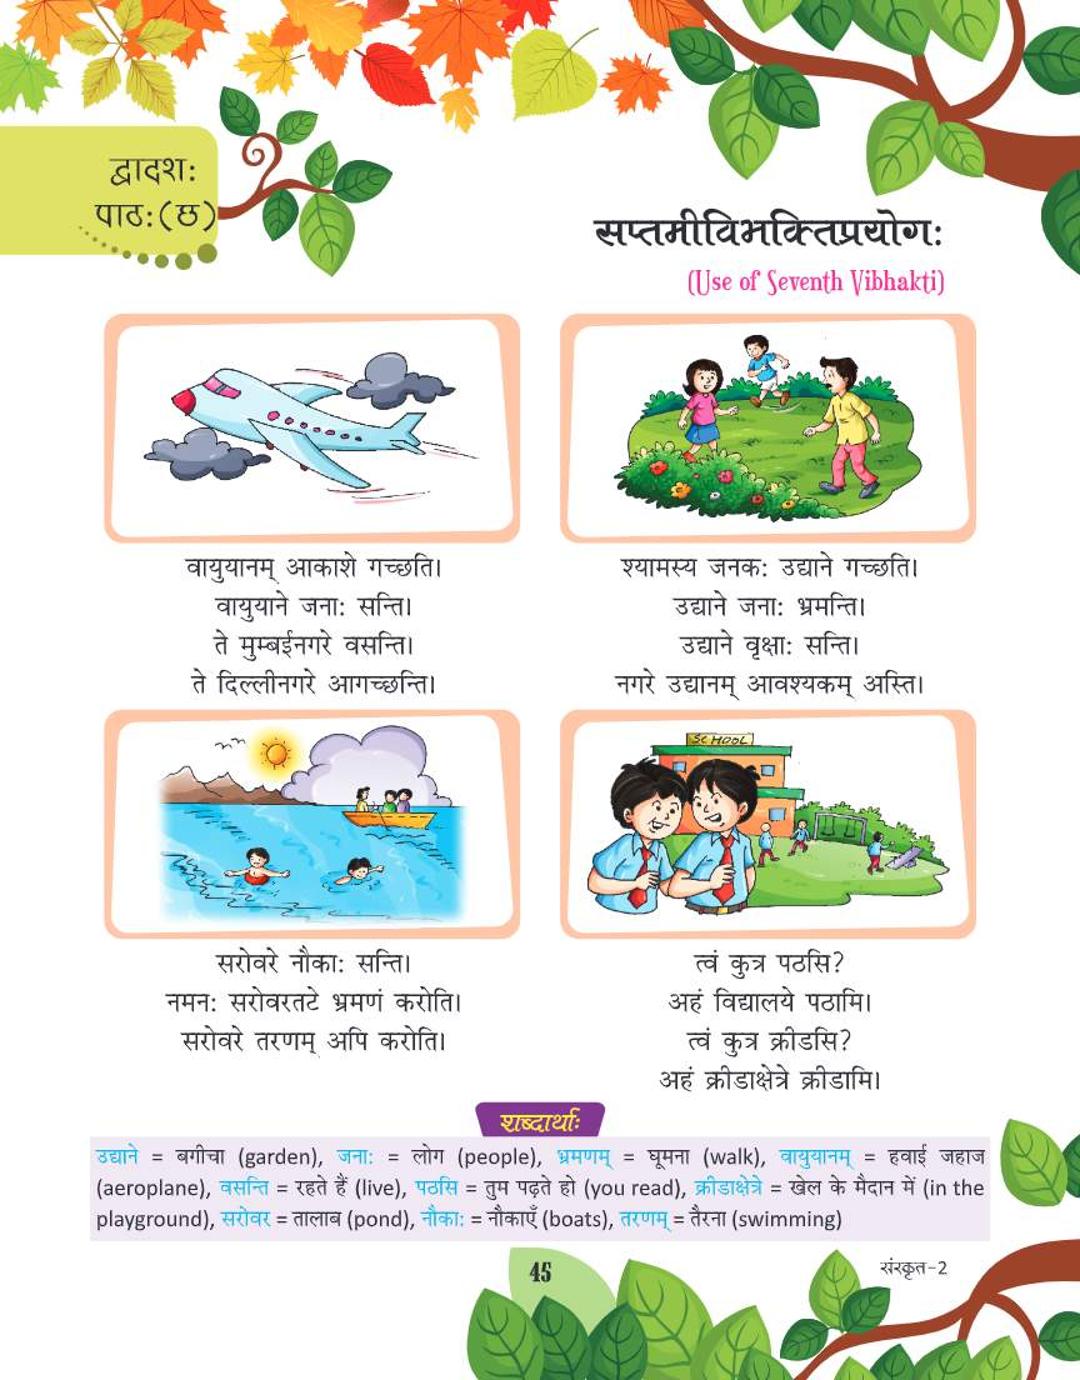 द्वादशः
पाठः(छ)
सप्तमीविभक्तिप्रयोगः
(Use of Seventh Vibhakti)
वायुयानम् आकाशे गच्छति।
वायुयाने जनाः सन्ति।
ते मुम्बईनगरे वसन्ति।
ते दिल्लीनगरे आगच्छन्ति।
श्यामस्य जनकः उद्याने गच्छति।
उद्याने जनाः भ्रमन्ति।
उद्याने वृक्षाः सन्ति।
नगरे उद्यानम् आवश्यकम् अस्ति।
SCHOOL
सरोवरे नौकाः सन्ति।
नमनः सरोवरतटे भ्रमणं करोति।
सरोवरे तरणम् अपि करोति।
त्वं कुत्र पठसि?
अहं विद्यालये पठामि।
त्वं कुत्र क्रीडसि?
अहं क्रीडाक्षेत्रे क्रीडामि।
शब्दार्थाः
उद्याने = बगीचा (garden), जनाः = लोग (people), भ्रमणम् = घूमना (walk), वायुयानम् = हवाई जहाज
(aeroplane), वसन्ति = रहते हैं (live), पठसि = तुम पढ़ते हो (you read), क्रीडाक्षेत्रे = खेल के मैदान में (in the
playground), सरोवर = तालाब (pond), नौकाः = नौकाएँ (boats), तरणम् = तैरना (swimming)
45
संस्कृत-2